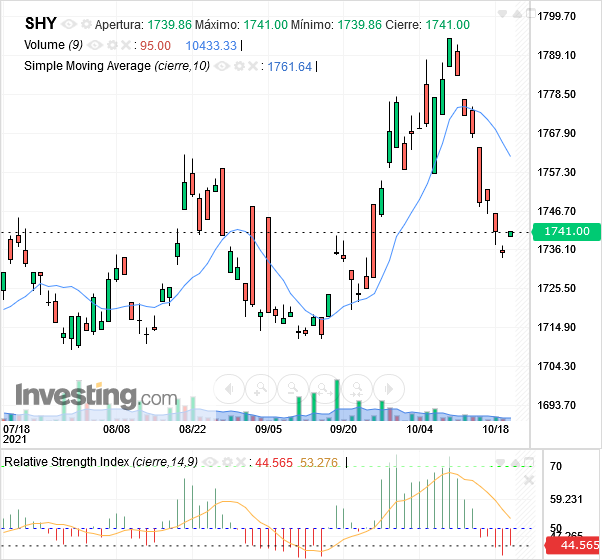 SHY Apertura: 1739.86 Máximo: 1741.00 Mínimo: 1739.86 Cierre: 1741.00
Volume (9) 95.00 10433.33
Simple Moving Average (cierre,10) 1761.64
1799.70
1789.10
1778.50
1767.90
1757.30
1746.70
1741.00
1736.10
1725.50
1714.90
1704.30
1693.70
Investing.com
07/18 08/08 08/22 09/05 09/20 10/04 10/18
2021
Relative Strength Index (cierre,14,9) 44.565 53.276
70
59.231
50
44.565